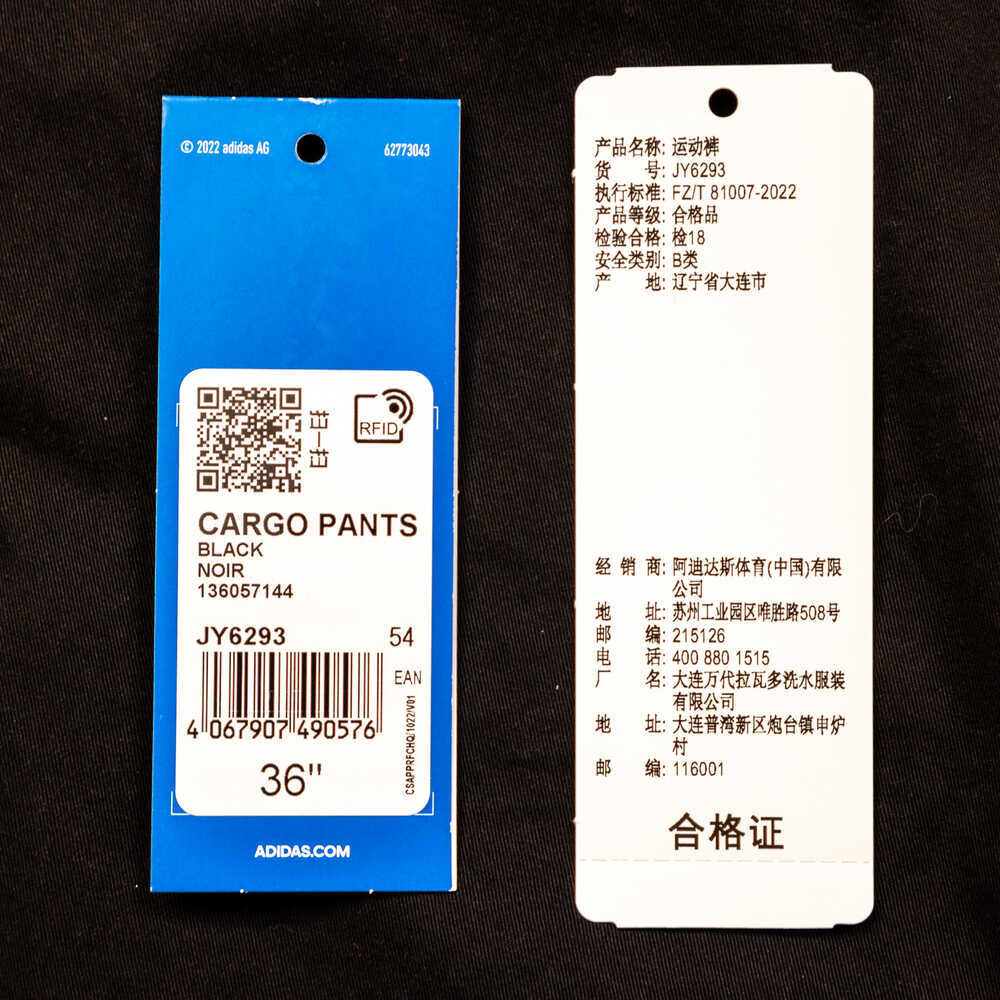 © 2022 adidas AG
62773043
扫一扫
RFID
CARGO PANTS
BLACK
NOIR
136057144
JY6293 54
EAN
4 067907 490576
CSAPPRFCHQ/1022/V01
36"
ADIDAS.COM
产品名称: 运动裤
货 号: JY6293
执行标准: FZ/T 81007-2022
产品等级: 合格品
检验合格: 检18
安全类别: B类
产 地: 辽宁省大连市
经 销 商: 阿迪达斯体育(中国)有限
公司
地 址: 苏州工业园区唯胜路508号
邮 编: 215126
电 话: 400 880 1515
厂 名: 大连万代拉瓦多洗水服装
有限公司
地 址: 大连普湾新区炮台镇申炉
村
邮 编: 116001
合格证